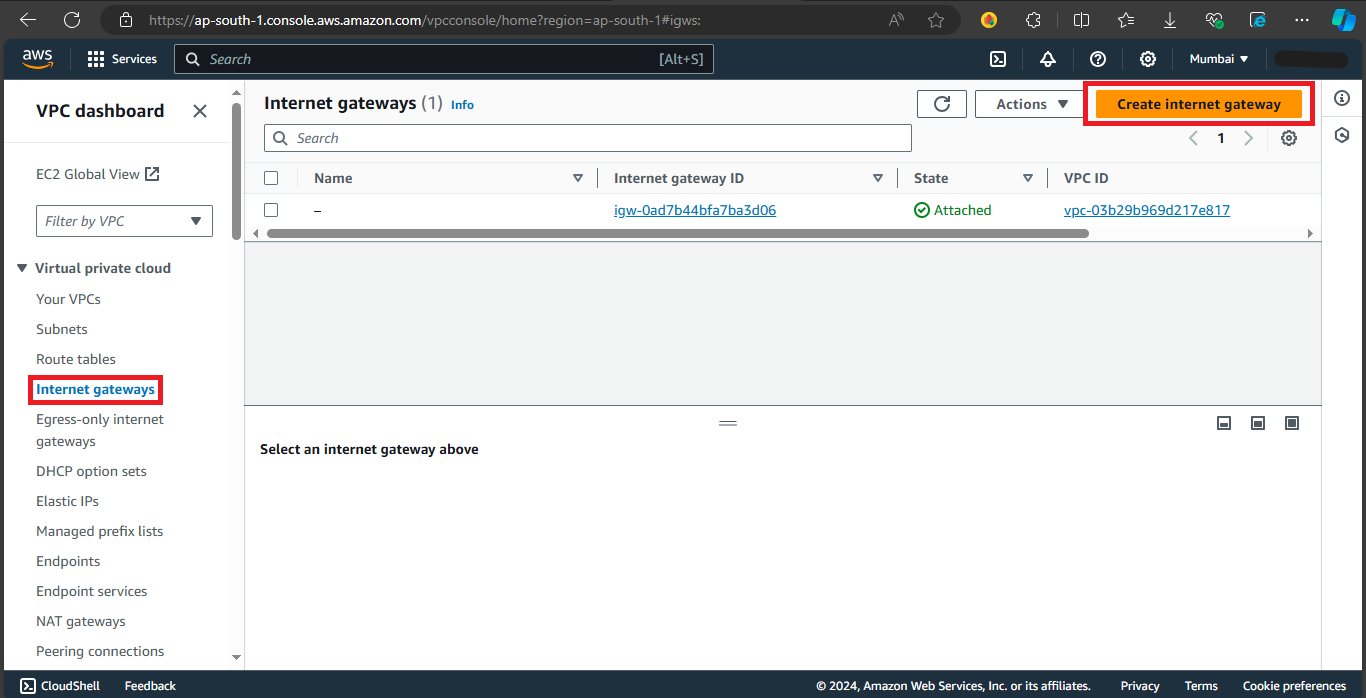 https://ap-south-1.console.aws.amazon.com/vpcconsole/home?region=ap-south-1#igws:
aws
Services
Search
[Alt+S]
Mumbai
VPC dashboard
EC2 Global View
Filter by VPC
Virtual private cloud
Your VPCs
Subnets
Route tables
Internet gateways
Egress-only internet
gateways
DHCP option sets
Elastic IPs
Managed prefix lists
Endpoints
Endpoint services
NAT gateways
Peering connections
Internet gateways (1) Info
Actions
Create internet gateway
Search
1
Name
Internet gateway ID
State
VPC ID
–
igw-0ad7b44bfa7ba3d06
Attached
vpc-03b29b969d217e817
Select an internet gateway above
CloudShell
Feedback
© 2024, Amazon Web Services, Inc. or its affiliates.
Privacy
Terms
Cookie preferences